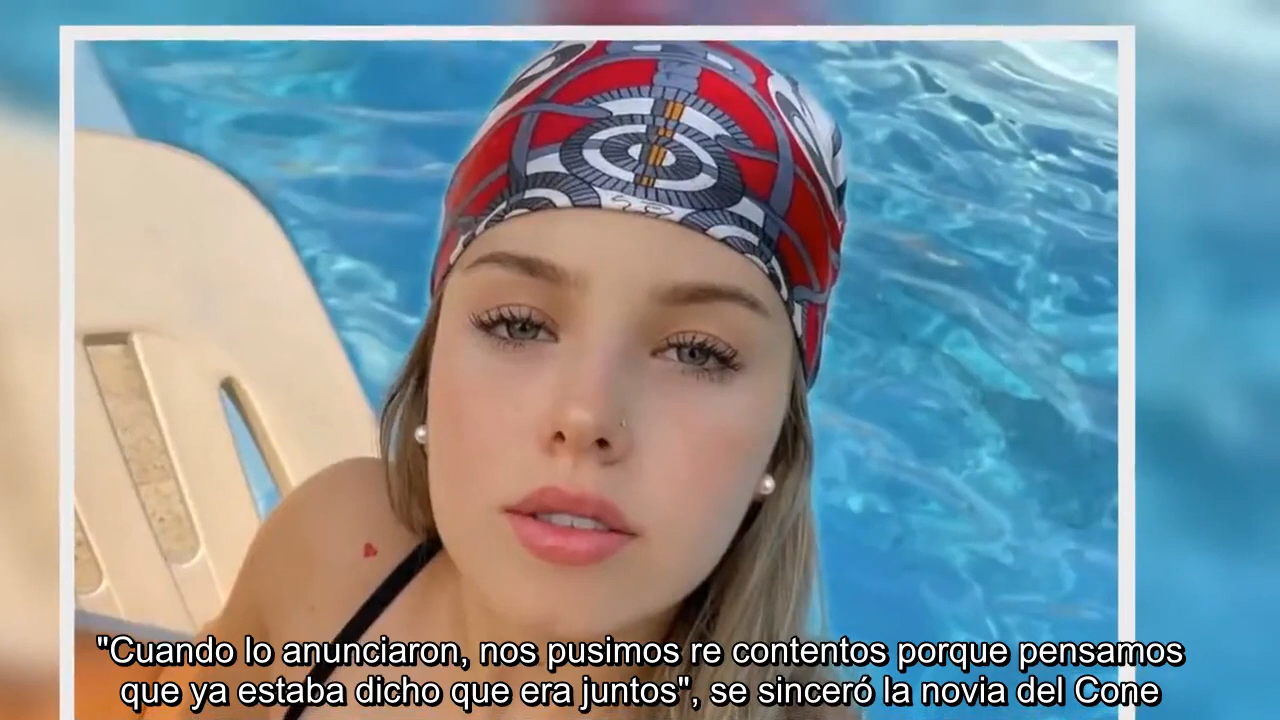 "Cuando lo anunciaron, nos pusimos re contentos porque pensamos
que ya estaba dicho que era juntos", se sinceró la novia del Cone